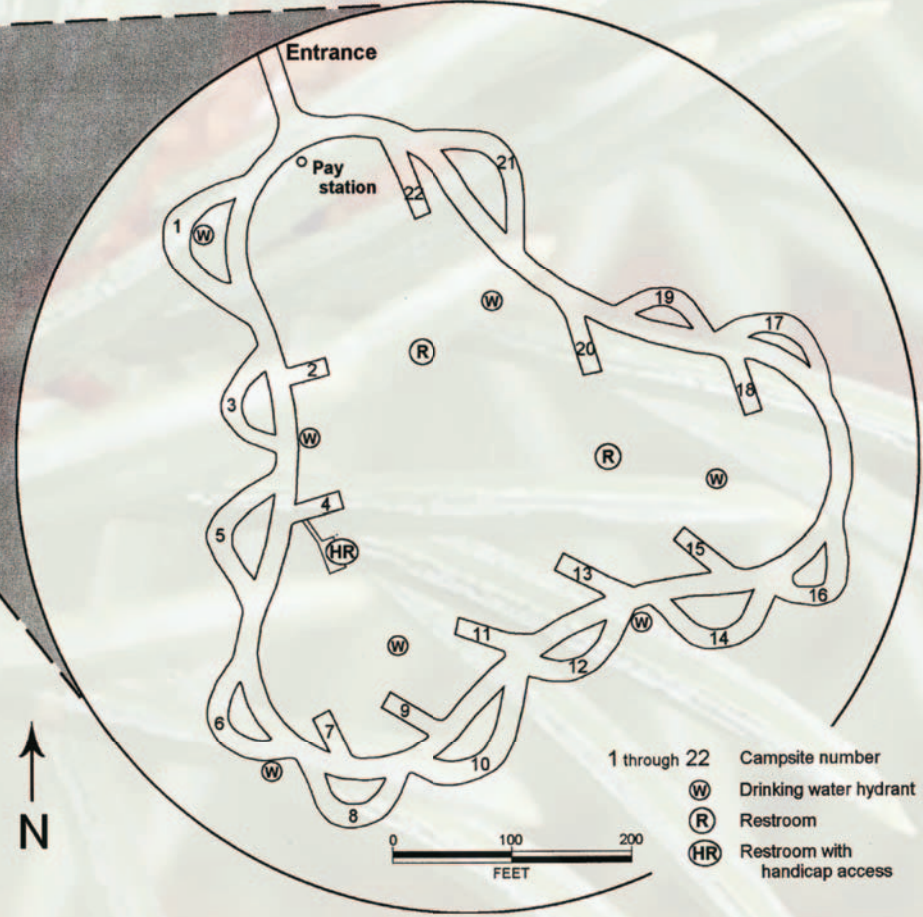 Entrance
Pay
station
21
22
1
W
W
19
17
R
20
2
18
3
W
R
W
4
5
HR
15
13
16
W
11
14
W
12
9
6
7
10
W
8
N
1 through 22 Campsite number
W Drinking water hydrant
R Restroom
HR Restroom with
handicap access
0 100 200
FEET